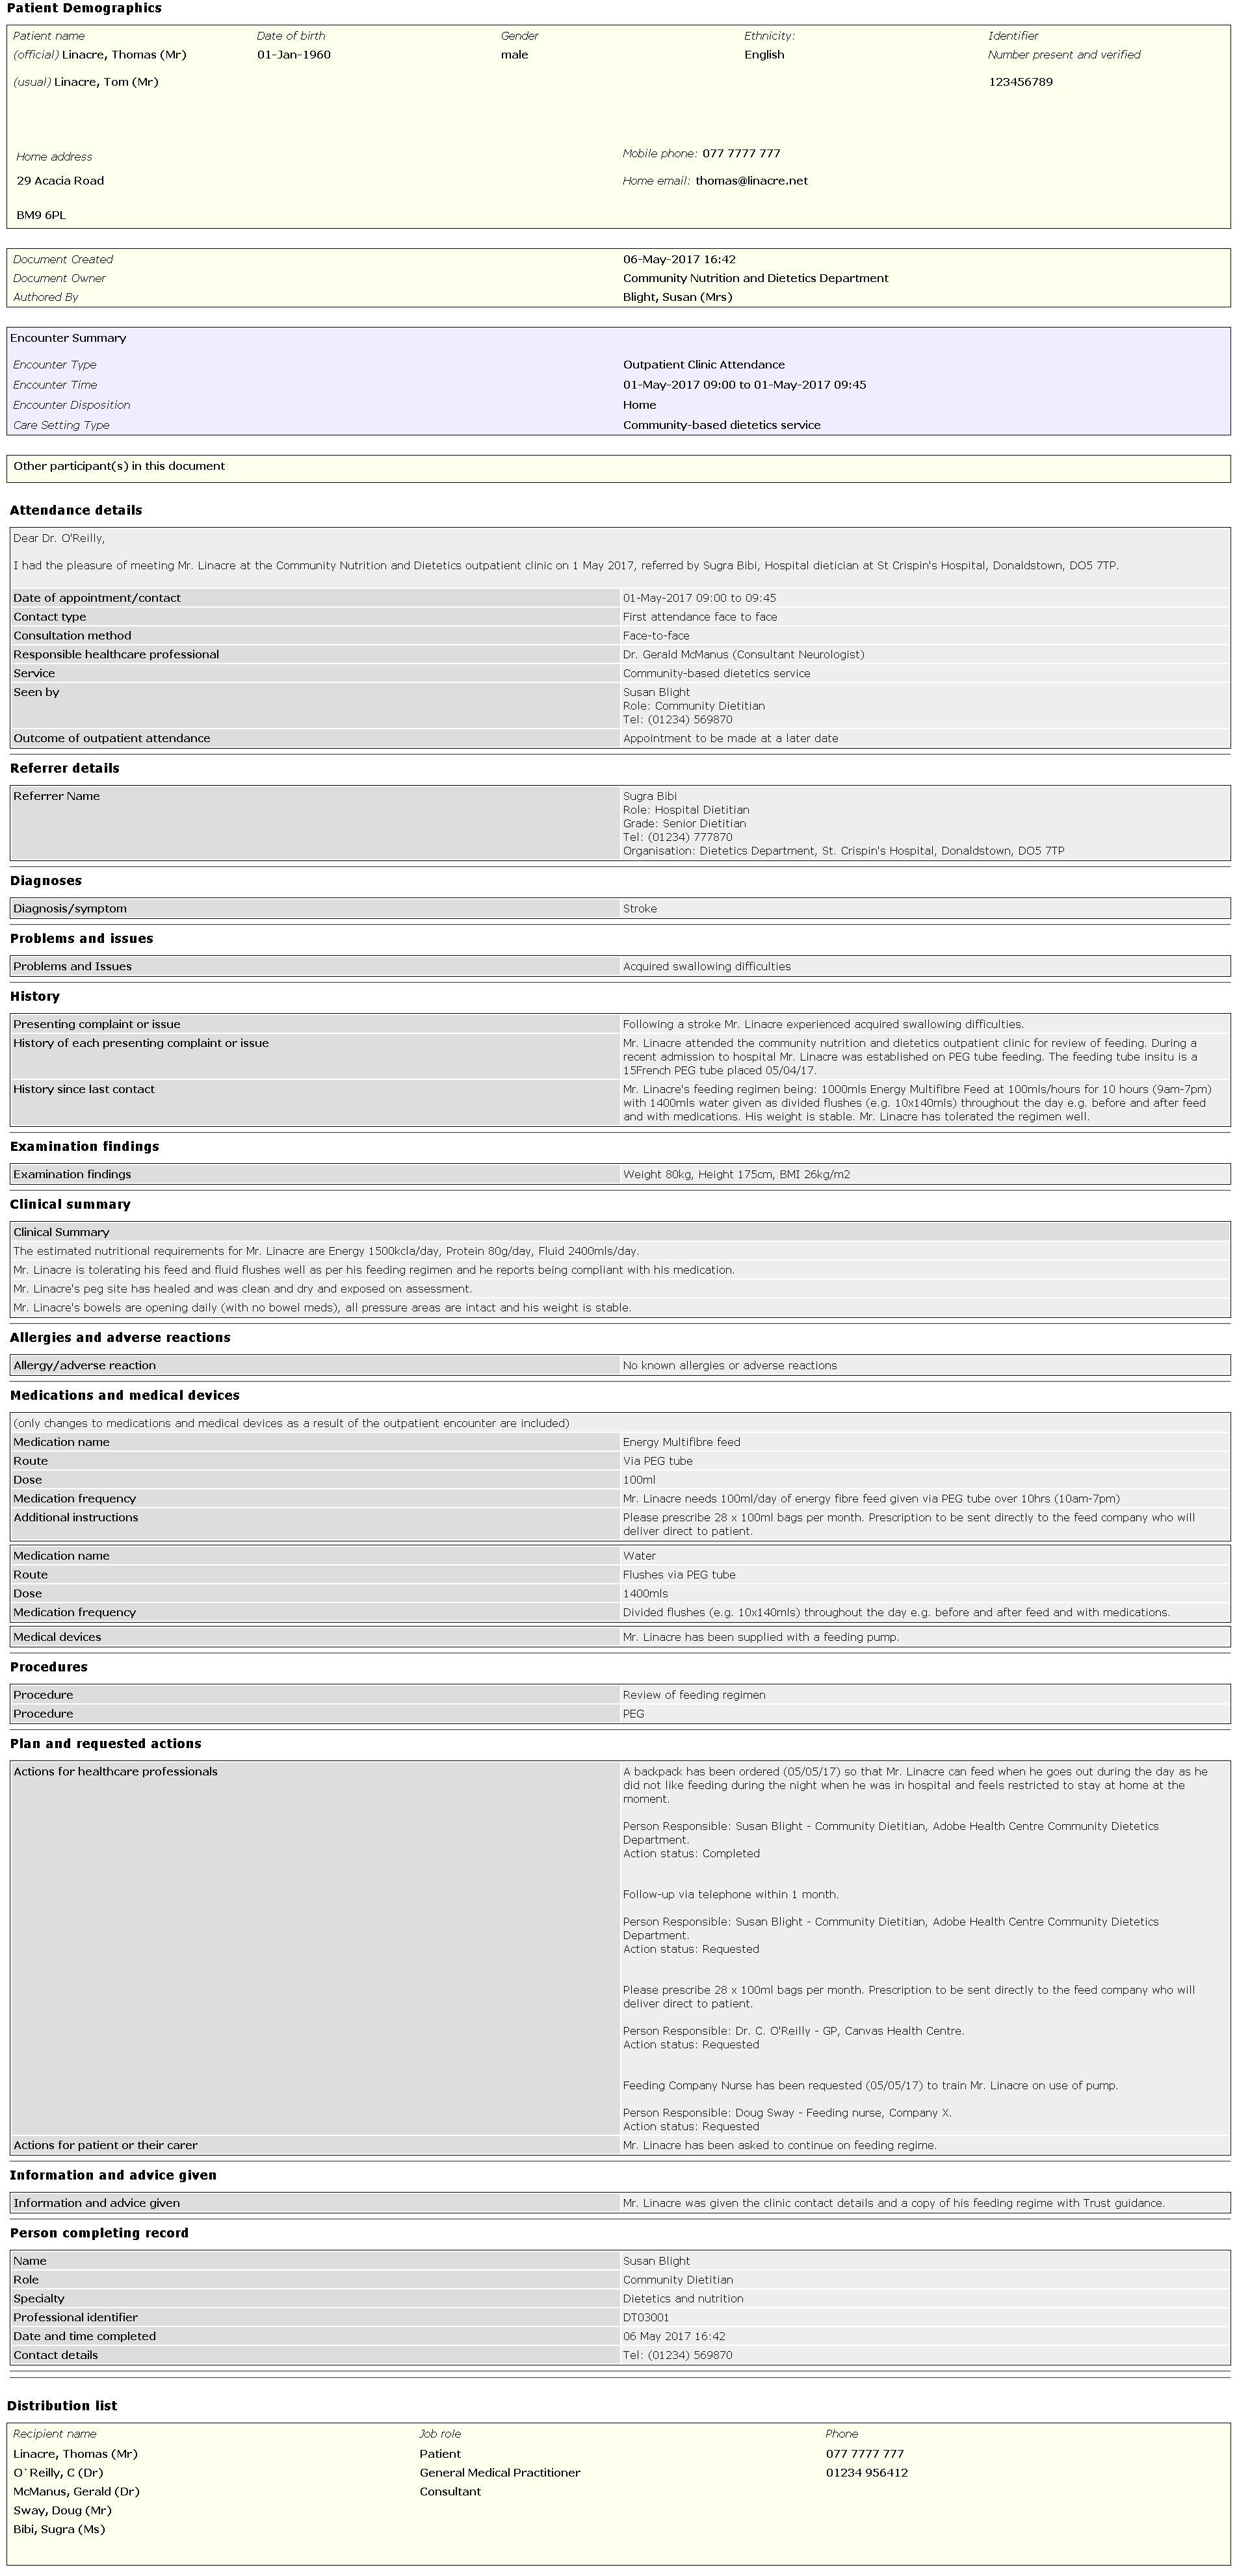 Patient Demographics
Patient name Date of birth Gender Ethnicity: Identifier
(official) Linacre, Thomas (Mr) 01-Jan-1960 male English Number present and verified
(usual) Linacre, Tom (Mr) 123456789
Home address Mobile phone: 077 7777 777
29 Acacia Road Home email: thomas@linacre.net
BM9 6PL
Document Created 06-May-2017 16:42
Document Owner Community Nutrition and Dietetics Department
Authored By Blight, Susan (Mrs)
Encounter Summary
Encounter Type Outpatient Clinic Attendance
Encounter Time 01-May-2017 09:00 to 01-May-2017 09:45
Encounter Disposition Home
Care Setting Type Community-based dietetics service
Other participant(s) in this document
Attendance details
Dear Dr. O'Reilly,
I had the pleasure of meeting Mr. Linacre at the Community Nutrition and Dietetics outpatient clinic on 1 May 2017, referred by Sugra Bibi, Hospital dietician at St Crispin's Hospital, Donaldstown, DO5 7TP.
Date of appointment/contact 01-May-2017 09:00 to 09:45
Contact type First attendance face to face
Consultation method Face-to-face
Responsible healthcare professional Dr. Gerald McManus (Consultant Neurologist)
Service Community-based dietetics service
Seen by Susan Blight
Role: Community Dietitian
Tel: (01234) 569870
Outcome of outpatient attendance Appointment to be made at a later date
Referrer details
Referrer Name Sugra Bibi
Role: Hospital Dietitian
Grade: Senior Dietitian
Tel: (01234) 777870
Organisation: Dietetics Department, St. Crispin's Hospital, Donaldstown, DO5 7TP
Diagnoses
Diagnosis/symptom Stroke
Problems and issues
Problems and Issues Acquired swallowing difficulties
History
Presenting complaint or issue Following a stroke Mr. Linacre experienced acquired swallowing difficulties.
History of each presenting complaint or issue Mr. Linacre attended the community nutrition and dietetics outpatient clinic for review of feeding. During a
recent admission to hospital Mr. Linacre was established on PEG tube feeding. The feeding tube insitu is a
15French PEG tube placed 05/04/17.
History since last contact Mr. Linacre's feeding regimen being: 1000mls Energy Multifibre Feed at 100mls/hours for 10 hours (9am-7pm)
with 1400mls water given as divided flushes (e.g. 10x140mls) throughout the day e.g. before and after feed
and with medications. His weight is stable. Mr. Linacre has tolerated the regimen well.
Examination findings
Examination findings Weight 80kg, Height 175cm, BMI 26kg/m2
Clinical summary
Clinical Summary
The estimated nutritional requirements for Mr. Linacre are Energy 1500kcla/day, Protein 80g/day, Fluid 2400mls/day.
Mr. Linacre is tolerating his feed and fluid flushes well as per his feeding regimen and he reports being compliant with his medication.
Mr. Linacre's peg site has healed and was clean and dry and exposed on assessment.
Mr. Linacre's bowels are opening daily (with no bowel meds), all pressure areas are intact and his weight is stable.
Allergies and adverse reactions
Allergy/adverse reaction No known allergies or adverse reactions
Medications and medical devices
(only changes to medications and medical devices as a result of the outpatient encounter are included)
Medication name Energy Multifibre feed
Route Via PEG tube
Dose 100ml
Medication frequency Mr. Linacre needs 100ml/day of energy fibre feed given via PEG tube over 10hrs (10am-7pm)
Additional instructions Please prescribe 28 x 100ml bags per month. Prescription to be sent directly to the feed company who will
deliver direct to patient.
Medication name Water
Route Flushes via PEG tube
Dose 1400mls
Medication frequency Divided flushes (e.g. 10x140mls) throughout the day e.g. before and after feed and with medications.
Medical devices Mr. Linacre has been supplied with a feeding pump.
Procedures
Procedure Review of feeding regimen
Procedure PEG
Plan and requested actions
Actions for healthcare professionals A backpack has been ordered (05/05/17) so that Mr. Linacre can feed when he goes out during the day as he
did not like feeding during the night when he was in hospital and feels restricted to stay at home at the
moment.
Person Responsible: Susan Blight - Community Dietitian, Adobe Health Centre Community Dietetics
Department.
Action status: Completed
Follow-up via telephone within 1 month.
Person Responsible: Susan Blight - Community Dietitian, Adobe Health Centre Community Dietetics
Department.
Action status: Requested
Please prescribe 28 x 100ml bags per month. Prescription to be sent directly to the feed company who will
deliver direct to patient.
Person Responsible: Dr. C. O'Reilly - GP, Canvas Health Centre.
Action status: Requested
Feeding Company Nurse has been requested (05/05/17) to train Mr. Linacre on use of pump.
Person Responsible: Doug Sway - Feeding nurse, Company X.
Action status: Requested
Actions for patient or their carer Mr. Linacre has been asked to continue on feeding regime.
Information and advice given
Information and advice given Mr. Linacre was given the clinic contact details and a copy of his feeding regime with Trust guidance.
Person completing record
Name Susan Blight
Role Community Dietitian
Specialty Dietetics and nutrition
Professional identifier DT03001
Date and time completed 06 May 2017 16:42
Contact details Tel: (01234) 569870
Distribution list
Recipient name Job role Phone
Linacre, Thomas (Mr) Patient 077 7777 777
O`Reilly, C (Dr) General Medical Practitioner 01234 956412
McManus, Gerald (Dr) Consultant
Sway, Doug (Mr)
Bibi, Sugra (Ms)